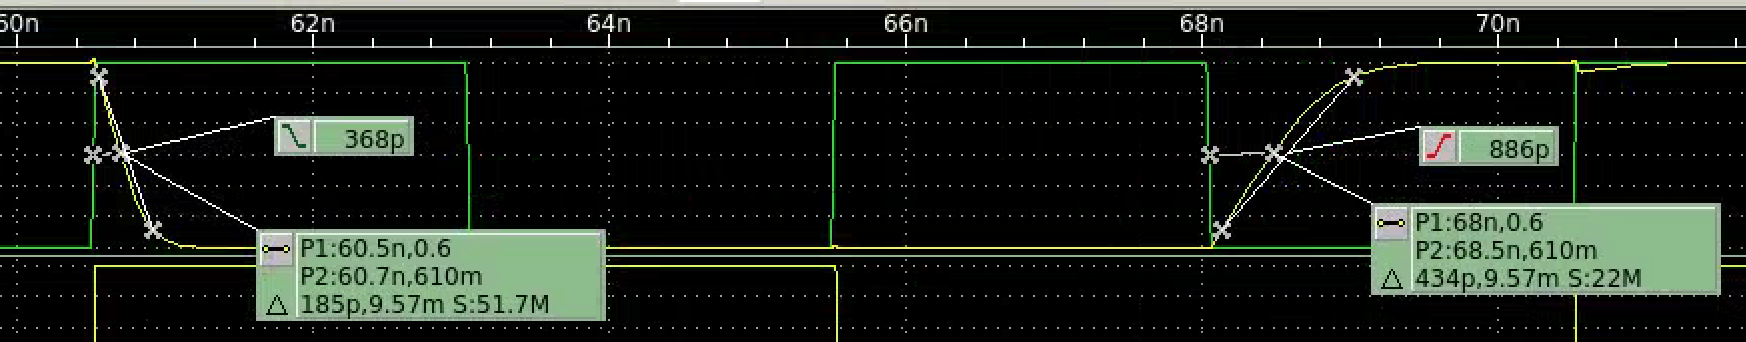 60n 62n 64n 66n 68n 70n
368p
886p
P1:60.5n,0.6
P2:60.7n,610m
185p,9.57m S:51.7M
P1:68n,0.6
P2:68.5n,610m
434p,9.57m S:22M